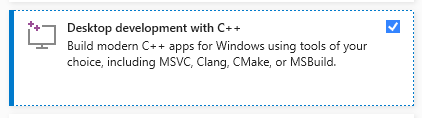 Desktop development with C++
Build modern C++ apps for Windows using tools of your
choice, including MSVC, Clang, CMake, or MSBuild.